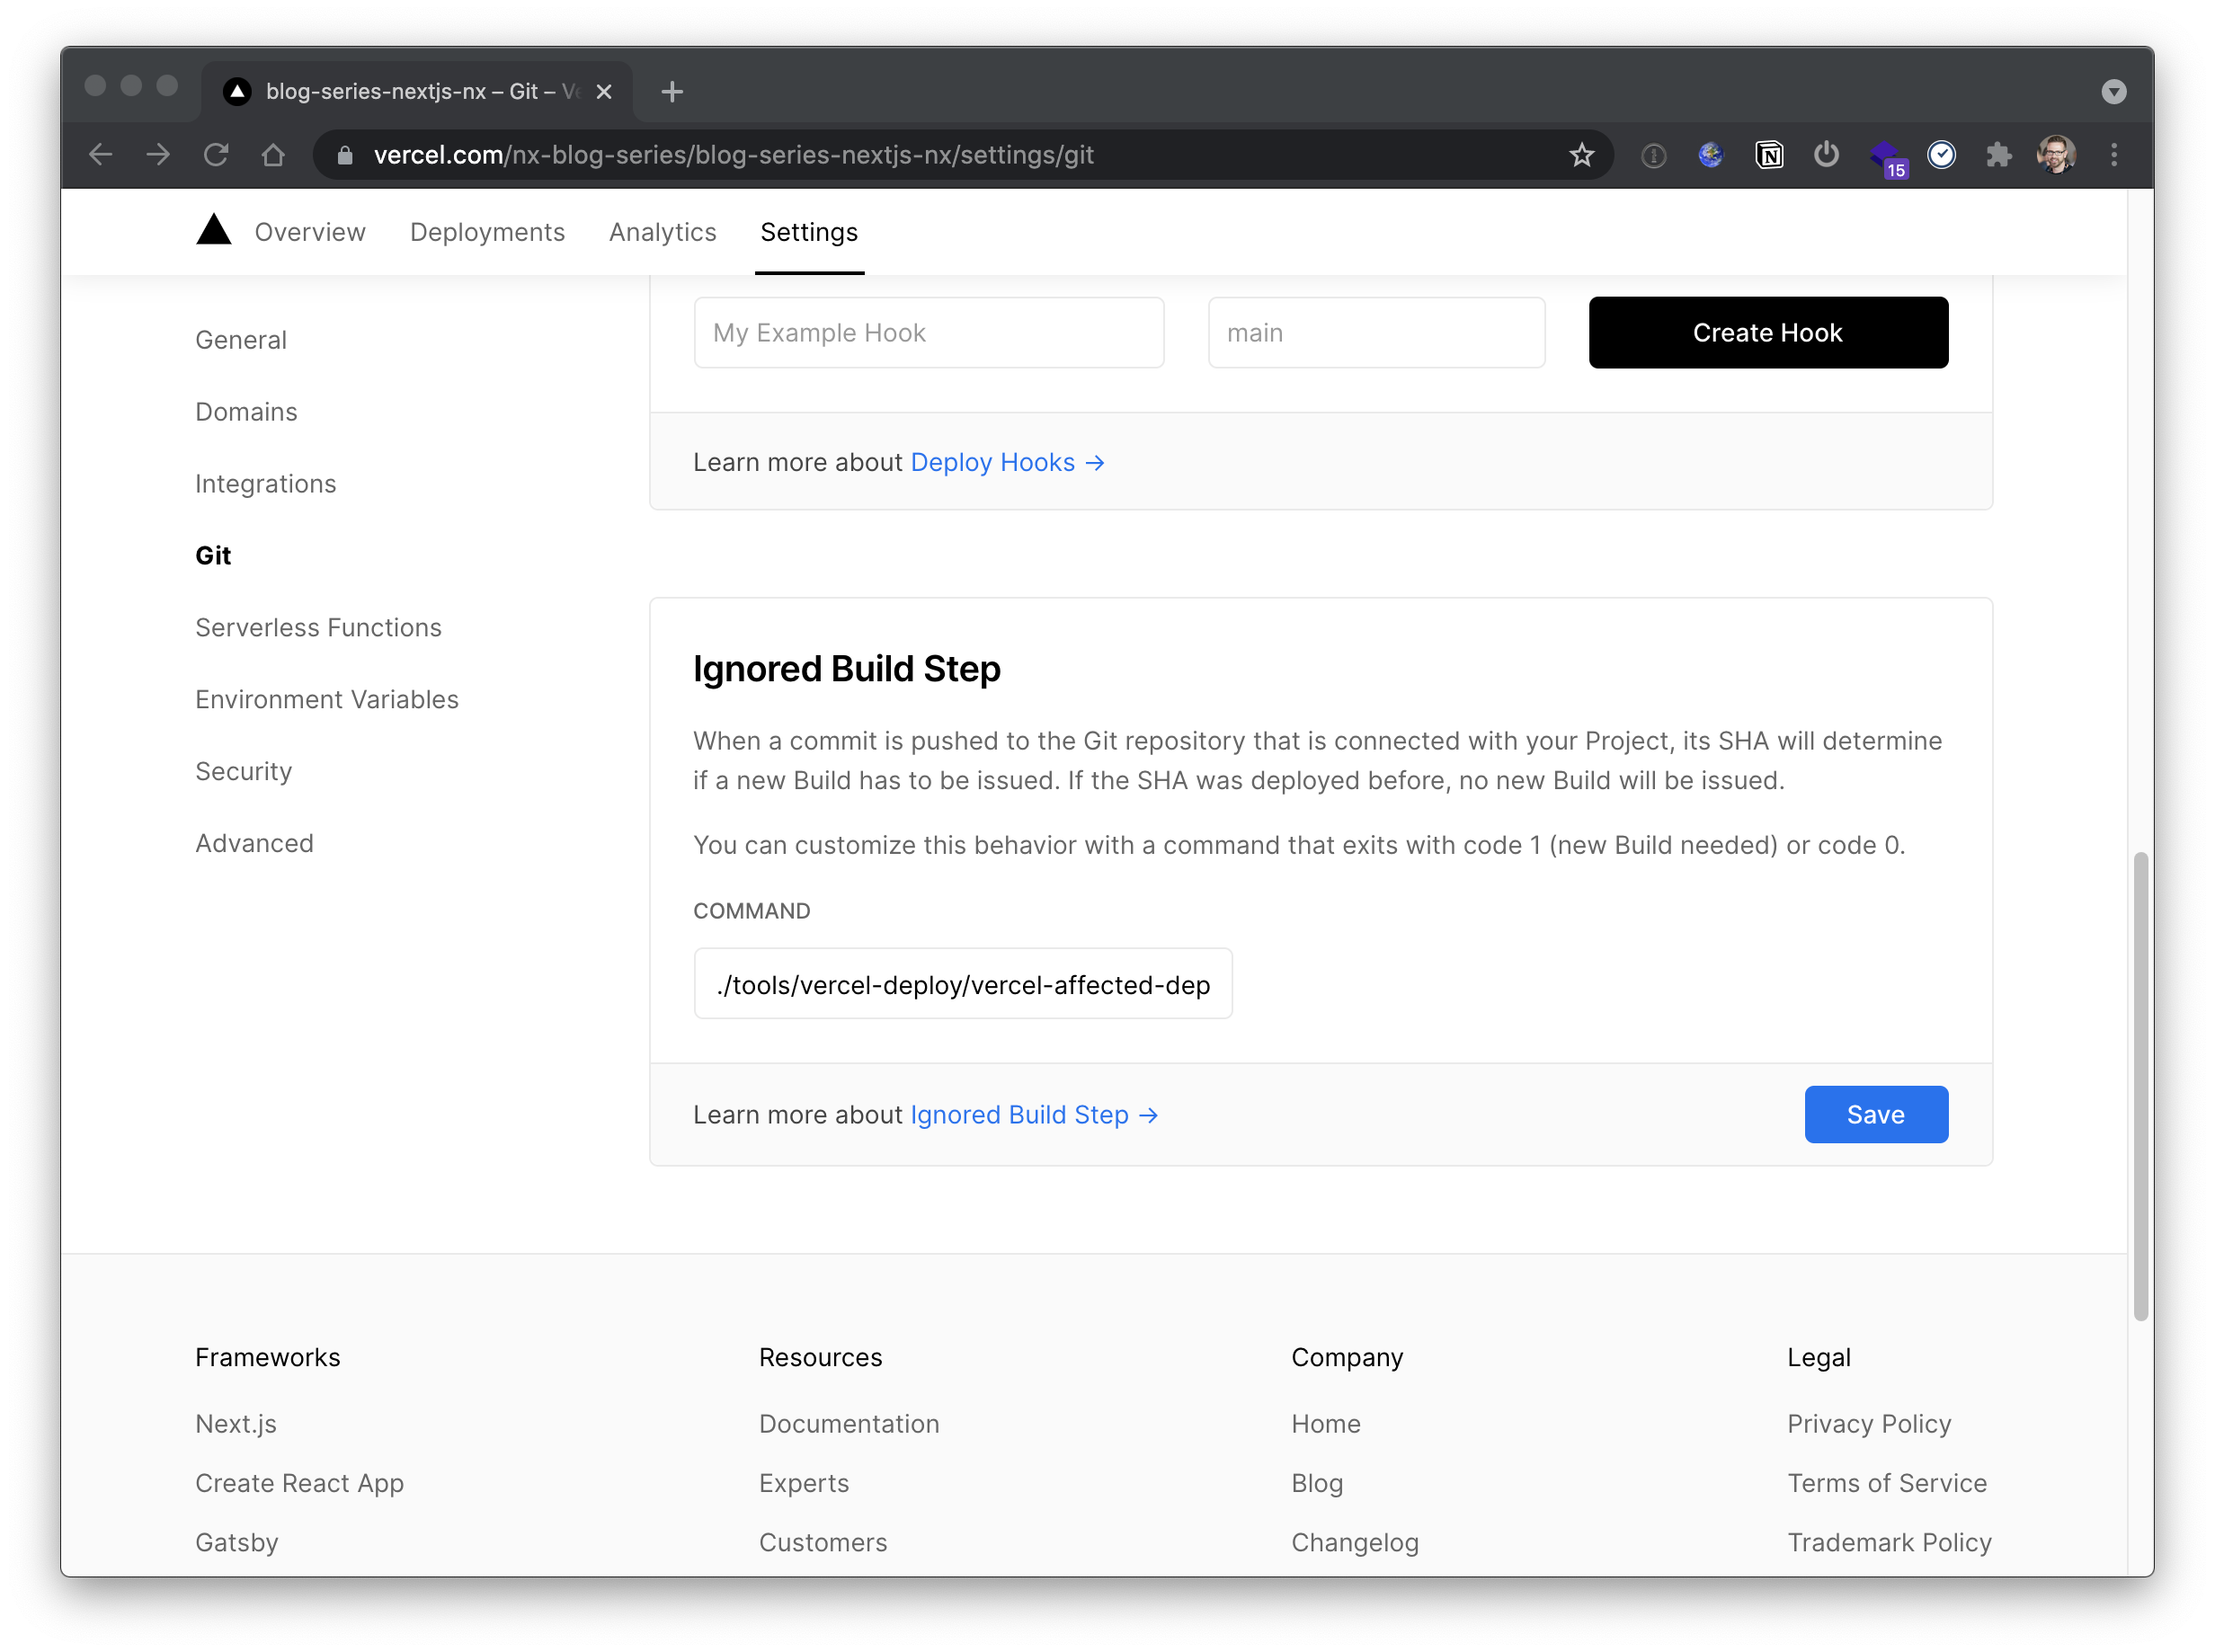 blog-series-nextjs-nx – Git – Ve
vercel.com/nx-blog-series/blog-series-nextjs-nx/settings/git
N
15
Overview
Deployments
Analytics
Settings
General
Domains
Integrations
Git
Serverless Functions
Environment Variables
Security
Advanced
My Example Hook
main
Create Hook
Learn more about Deploy Hooks →
Ignored Build Step
When a commit is pushed to the Git repository that is connected with your Project, its SHA will determine
if a new Build has to be issued. If the SHA was deployed before, no new Build will be issued.
You can customize this behavior with a command that exits with code 1 (new Build needed) or code 0.
COMMAND
./tools/vercel-deploy/vercel-affected-dep
Learn more about Ignored Build Step →
Save
Frameworks
Next.js
Create React App
Gatsby
Resources
Documentation
Experts
Customers
Company
Home
Blog
Changelog
Legal
Privacy Policy
Terms of Service
Trademark Policy